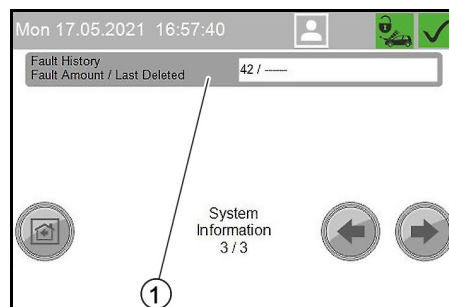 Mon 17.05.2021 16:57:40
Fault History
Fault Amount / Last Deleted
42 / -----
System
Information
3 / 3
1